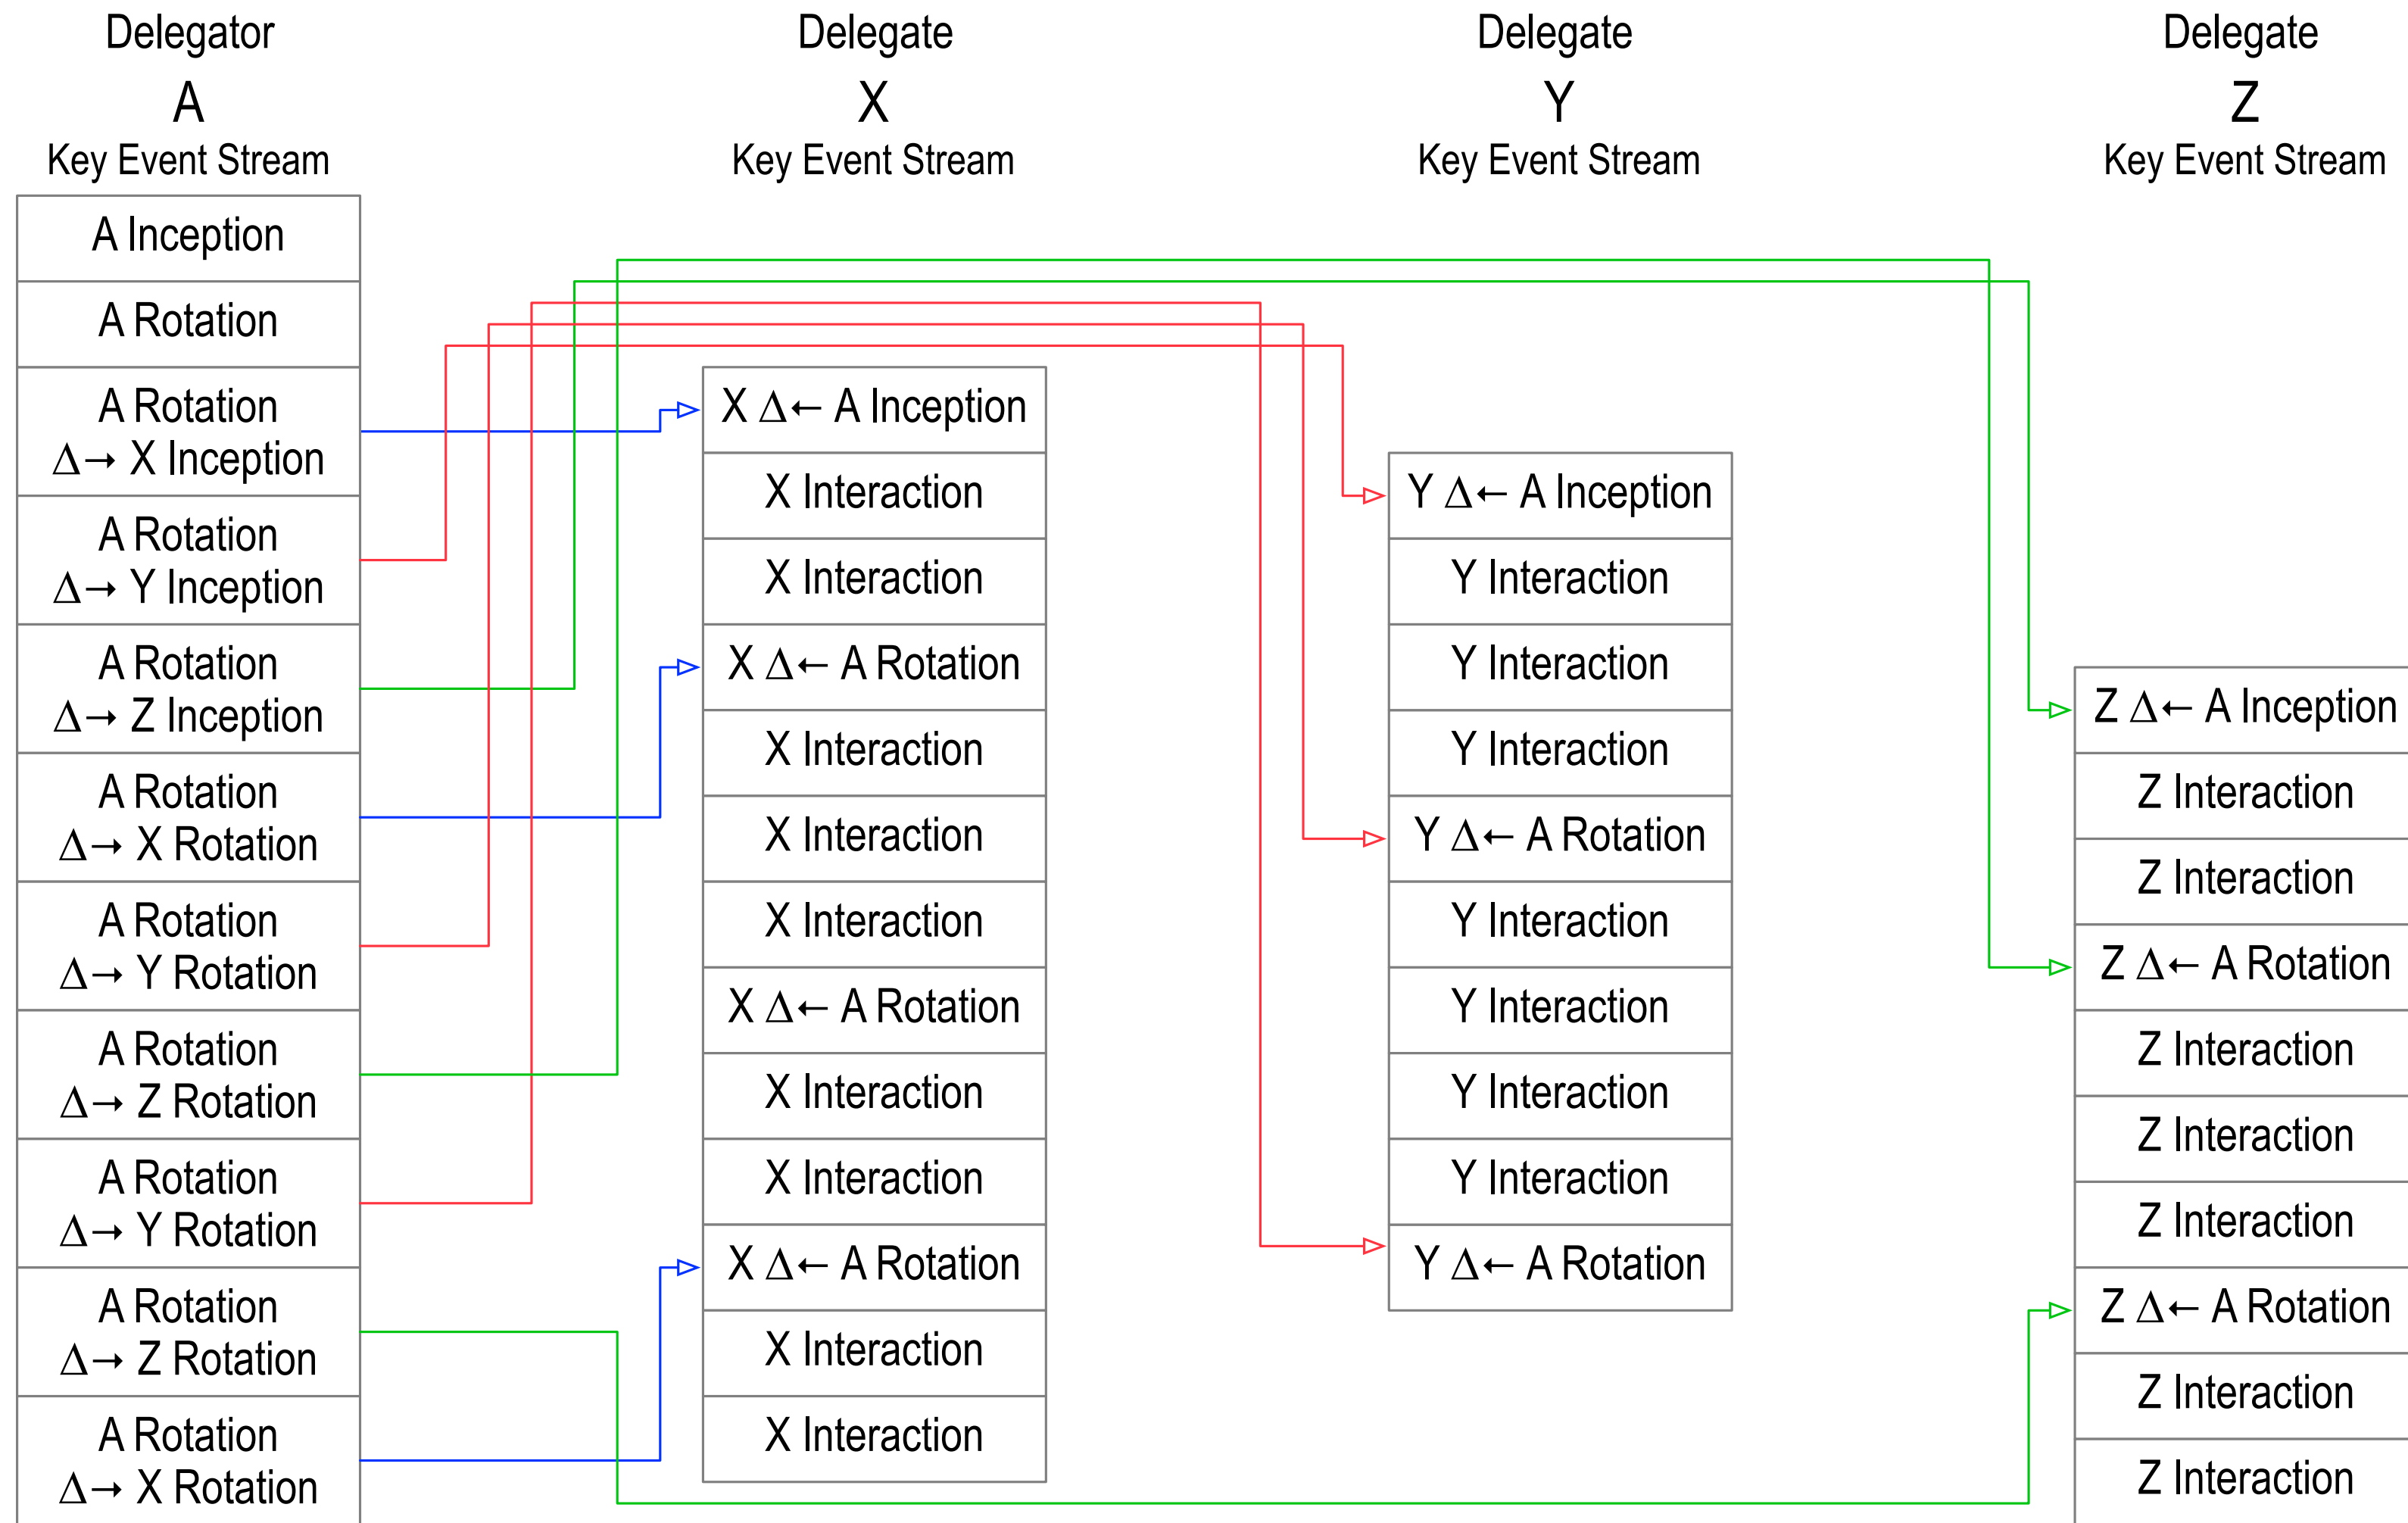 Delegator
A
Key Event Stream
A Inception
A Rotation
A Rotation
Δ→ X Inception
A Rotation
Δ→ Y Inception
A Rotation
Δ→ Z Inception
A Rotation
Δ→ X Rotation
A Rotation
Δ→ Y Rotation
A Rotation
Δ→ Z Rotation
A Rotation
Δ→ Y Rotation
A Rotation
Δ→ Z Rotation
A Rotation
Δ→ X Rotation
Delegate
X
Key Event Stream
X Δ← A Inception
X Interaction
X Interaction
X Δ← A Rotation
X Interaction
X Interaction
X Interaction
X Δ← A Rotation
X Interaction
X Interaction
X Δ← A Rotation
X Interaction
X Interaction
Delegate
Y
Key Event Stream
Y Δ← A Inception
Y Interaction
Y Interaction
Y Interaction
Y Δ← A Rotation
Y Interaction
Y Interaction
Y Interaction
Y Interaction
Y Δ← A Rotation
Delegate
Z
Key Event Stream
Z Δ← A Inception
Z Interaction
Z Interaction
Z Δ← A Rotation
Z Interaction
Z Interaction
Z Interaction
Z Δ← A Rotation
Z Interaction
Z Interaction